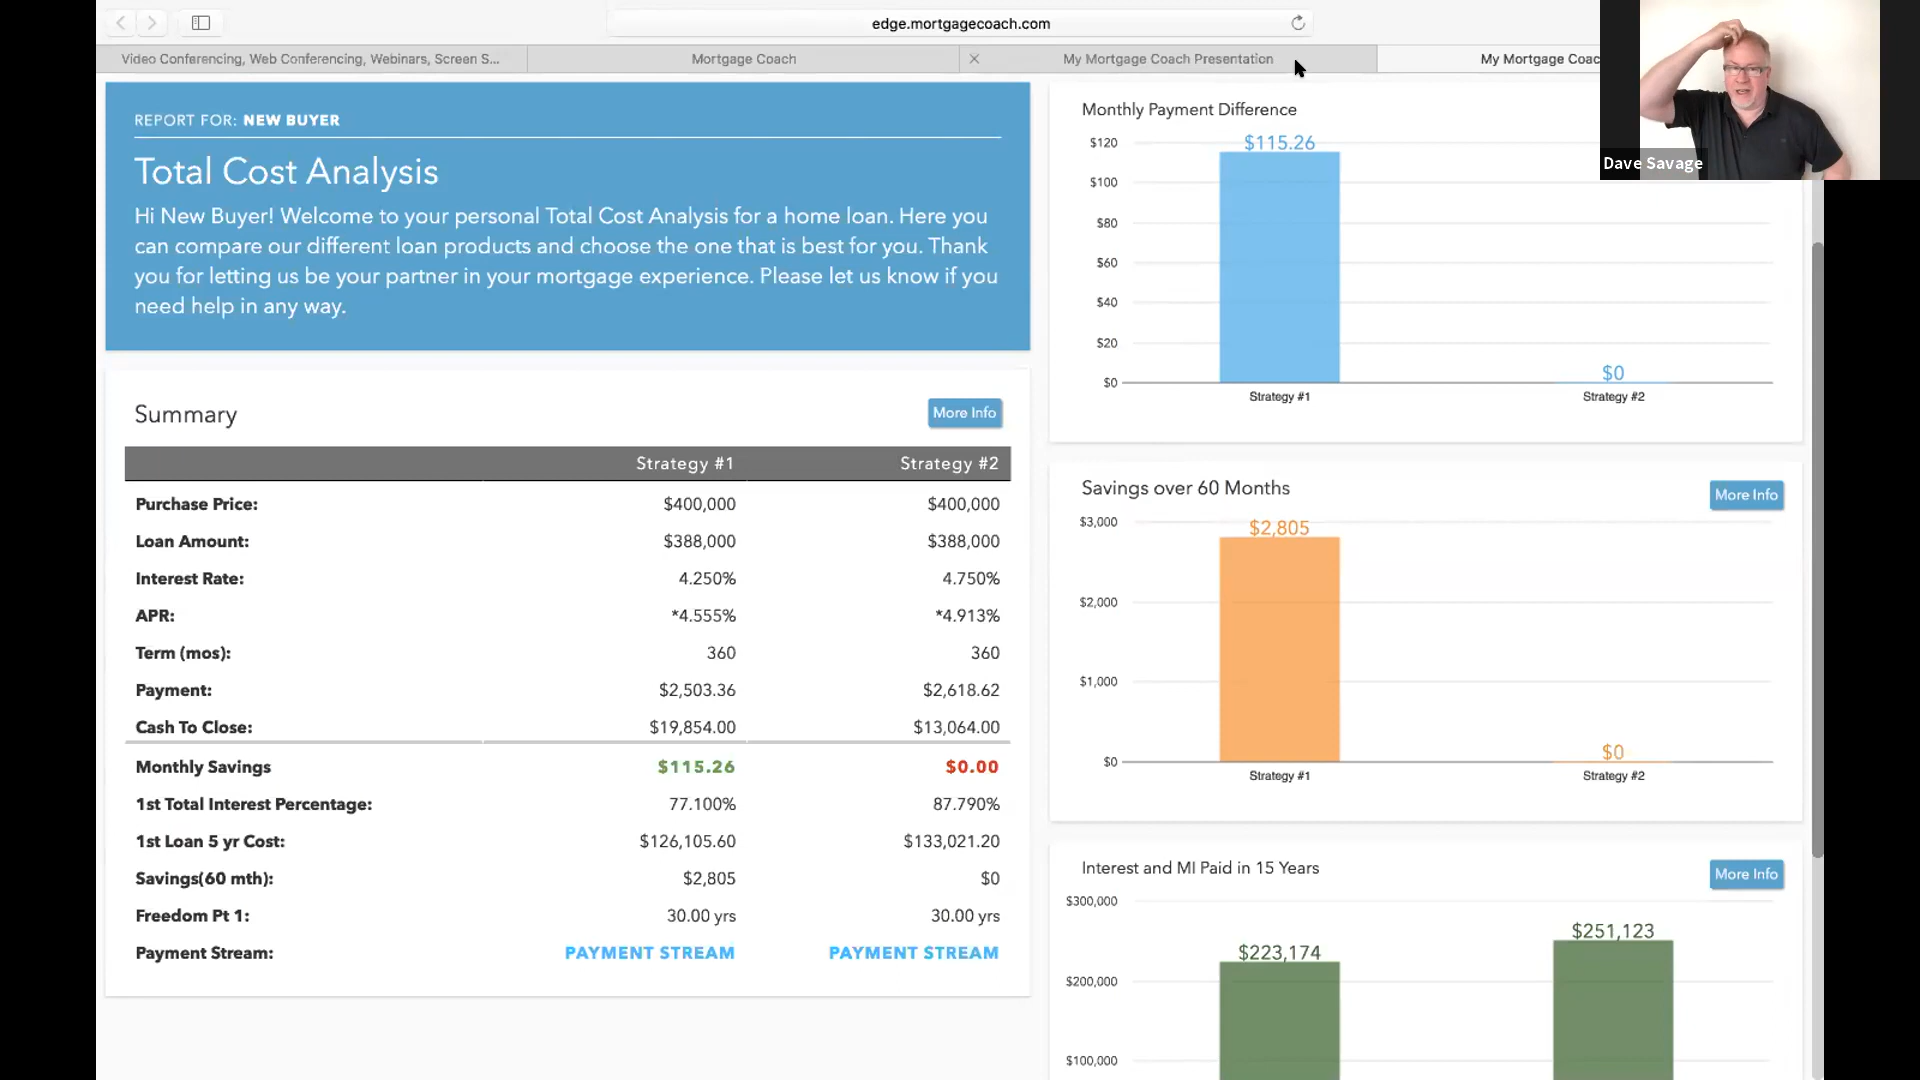 edge.mortgagecoach.com
Video Conferencing, Web Conferencing, Webinars, Screen S...
Mortgage Coach
My Mortgage Coach Presentation
My Mortgage Coac
Dave Savage
REPORT FOR: NEW BUYER
Total Cost Analysis
Hi New Buyer! Welcome to your personal Total Cost Analysis for a home loan. Here you
can compare our different loan products and choose the one that is best for you. Thank
you for letting us be your partner in your mortgage experience. Please let us know if you
need help in any way.
Summary
More Info
Strategy #1 Strategy #2
Purchase Price: $400,000 $400,000
Loan Amount: $388,000 $388,000
Interest Rate: 4.250% 4.750%
APR: *4.555% *4.913%
Term (mos): 360 360
Payment: $2,503.36 $2,618.62
Cash To Close: $19,854.00 $13,064.00
Monthly Savings $115.26 $0.00
1st Total Interest Percentage: 77.100% 87.790%
1st Loan 5 yr Cost: $126,105.60 $133,021.20
Savings(60 mth): $2,805 $0
Freedom Pt 1: 30.00 yrs 30.00 yrs
Payment Stream: PAYMENT STREAM PAYMENT STREAM
Monthly Payment Difference
$120
$115.26
$100
$80
$60
$40
$20
$0
$0
Strategy #1 Strategy #2
Savings over 60 Months
More Info
$3,000
$2,805
$2,000
$1,000
$0
$0
Strategy #1 Strategy #2
Interest and MI Paid in 15 Years
More Info
$300,000
$251,123
$223,174
$200,000
$100,000